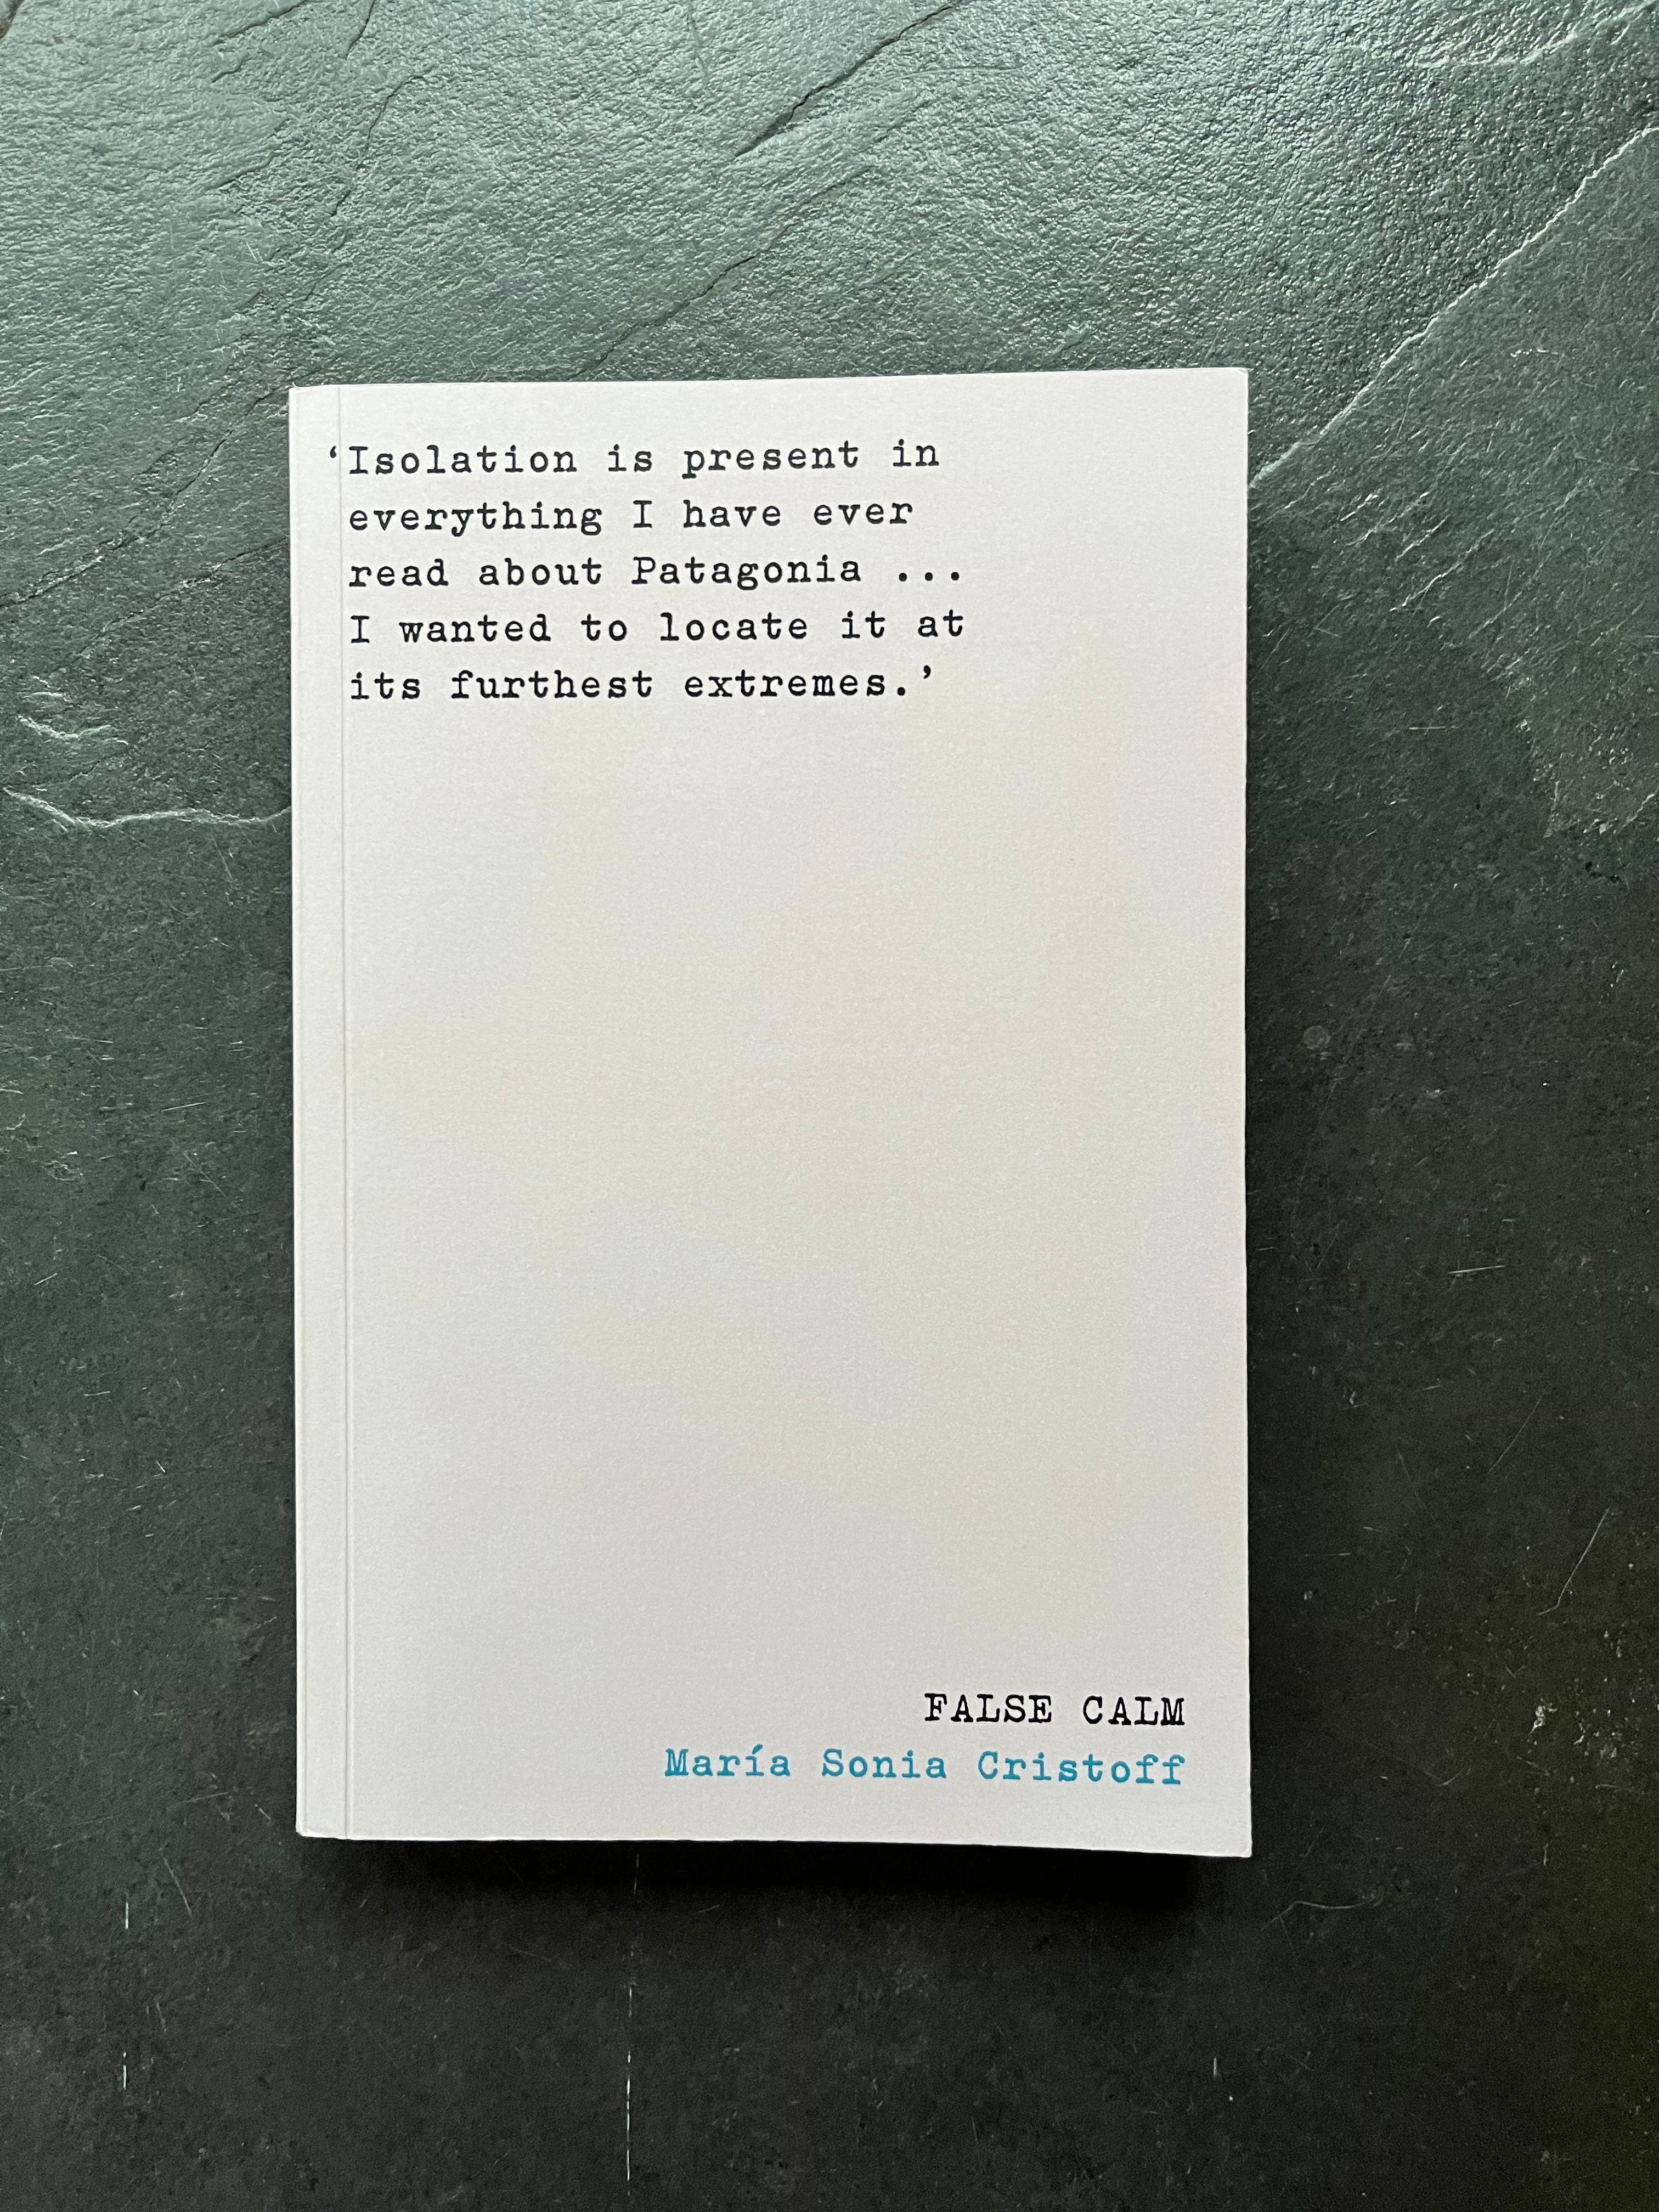 ‘Isolation is present in
everything I have ever
read about Patagonia ...
I wanted to locate it at
its furthest extremes.’
FALSE CALM
María Sonia Cristoff